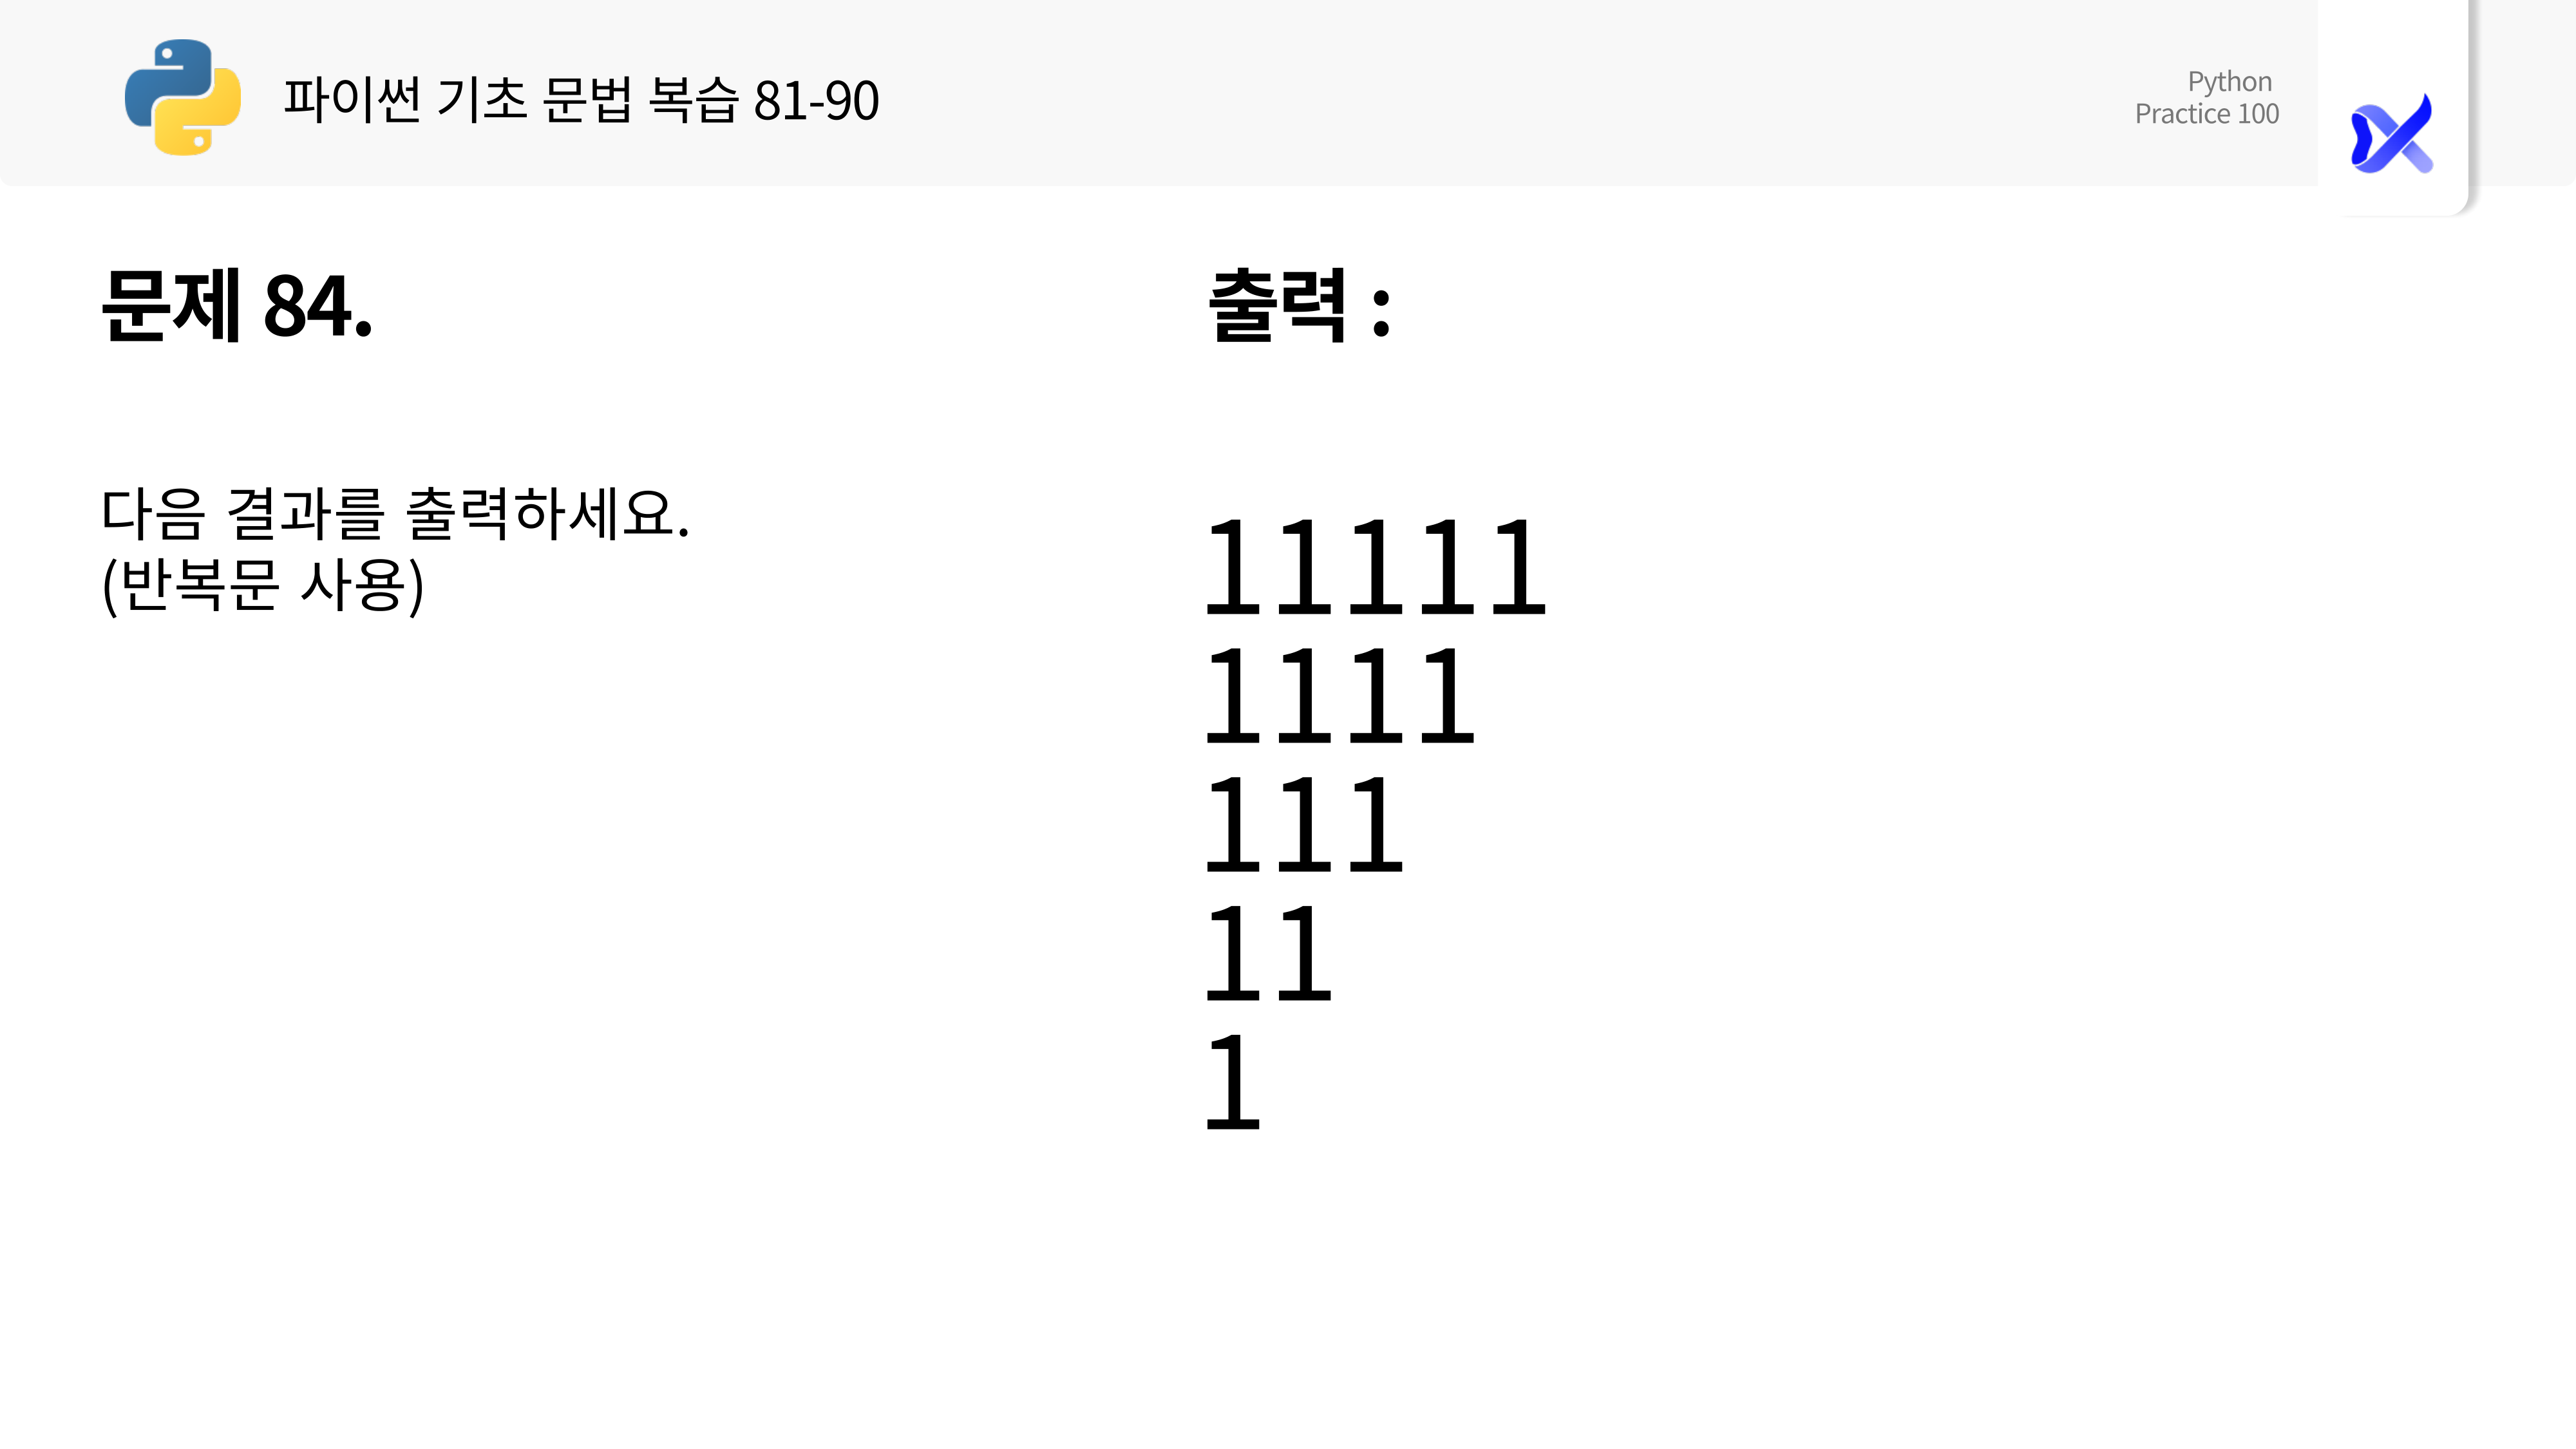 파이썬 기초 문법 복습 81-90
Python
Practice 100
문제 84.
다음 결과를 출력하세요.
(반복문 사용)
출력 :
11111
1111
111
11
1